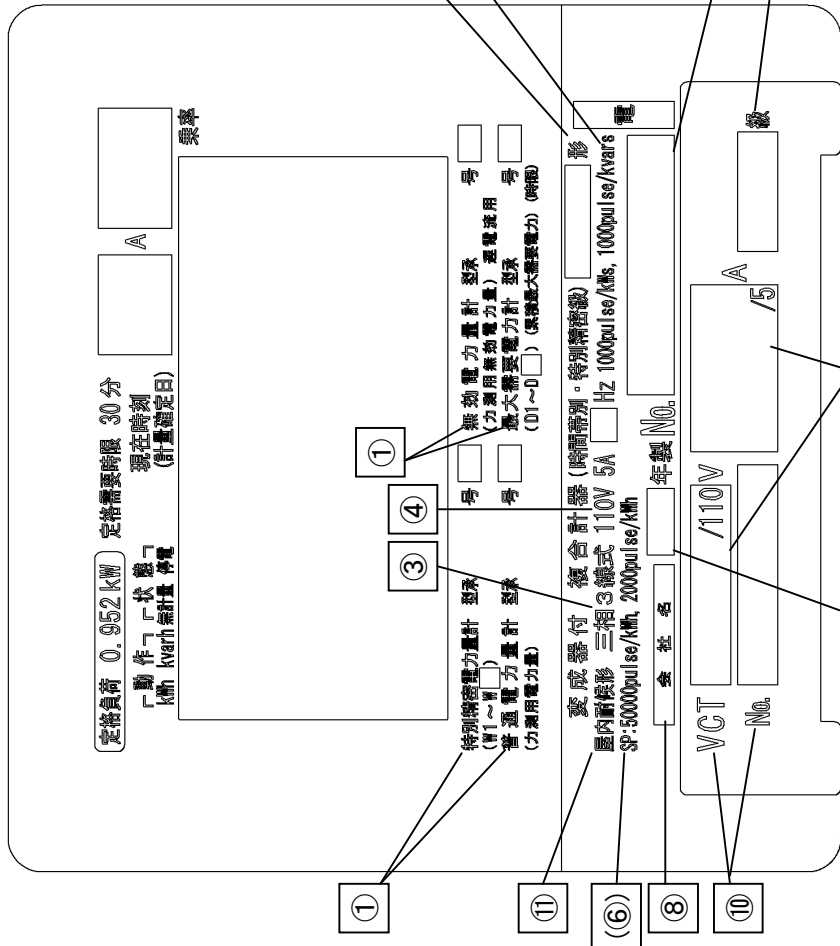 定格負荷 0.952kW 定格需要時限 30分 A
┌動作┐┌状態┐ 現在時刻 乗率
kWh kvarh 無計量 停電 (計量確定日)
特別精密電力量計 型承 号 無効電力量計 型承 号
(W1～W ) (力測用無効電力量) 遅電流用
普通電力量計 型承 号 最大需要電力計 型承 号
(力測用電力量) (D1～D ) (累積最大需要電力) (時限)
変成器付 複合計器 (時間帯別・特別精密級) 形
屋内耐候形 三相3線式 110V 5A Hz 1000pulse/kWs, 1000pulse/kvars
SP:50000pulse/kWh, 2000pulse/kWh
電
会社名 年製 No.
VCT /110 V /5 A 級
No.
①
①
③
④
⑪
(⑥)
⑧
⑩